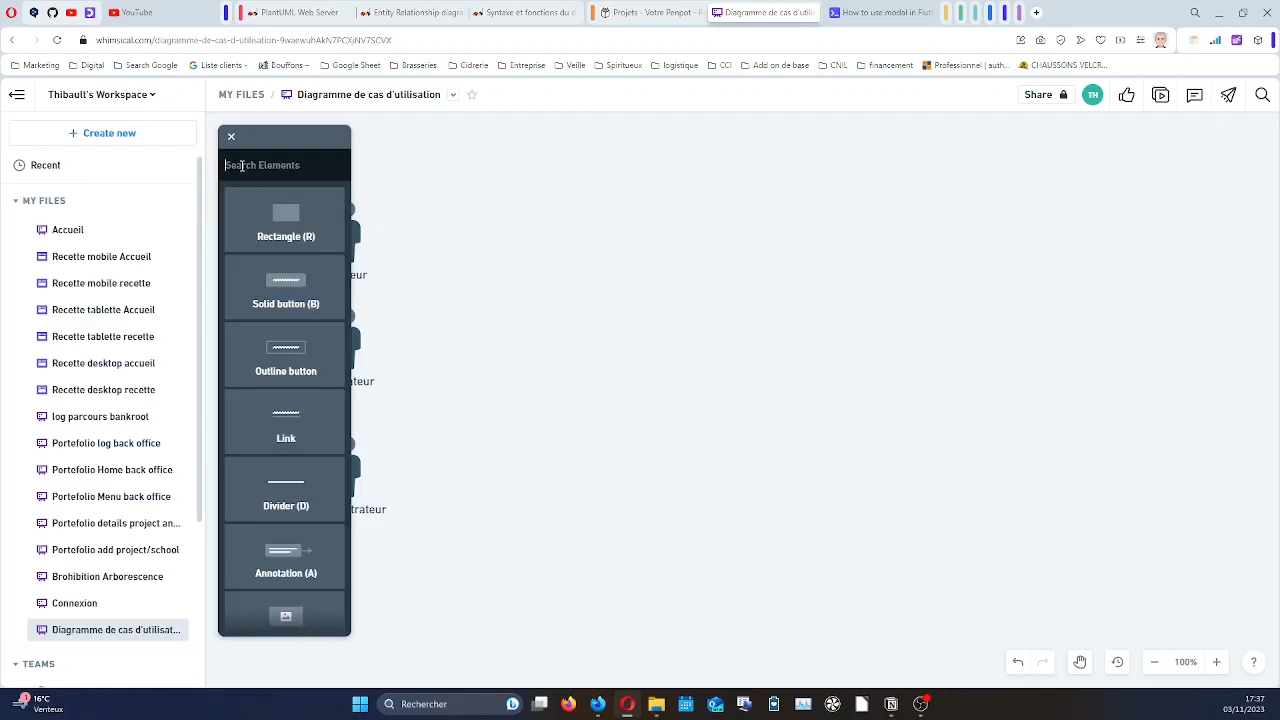 YouTube
PlantUML Web Server
Entity Relationship diagra
Syntaxe et fonctions du d
Projets - Votre Penpot - P
Diagramme de cas d'utili
How to use modal in Flutt
whimsical.com/diagramme-de-cas-d-utilisation-9waewuhAkN7PCXjNV7SCVX
Marketing
Digital
Search Google
Liste clients -
Bouffons –
Google Sheet
Brasseries
Cidrerie
Entreprise
Veille
Spiritueux
logistique
CCI
Add on de base
CNIL
financement
Professionnel | auth...
CHAUSSONS VELCR...
Thibault's Workspace
MY FILES / Diagramme de cas d'utilisation
Share
TH
+ Create new
Recent
MY FILES
Accueil
Recette mobile Accueil
Recette mobile recette
Recette tablette Accueil
Recette tablette recette
Recette desktop accueil
Recette desktop recette
log parcours bankroot
Portefolio log back office
Portefolio Home back office
Portefolio Menu back office
Portefolio details project an...
Portefolio add project/school
Brohibition Arborescence
Connexion
Diagramme de cas d'utilisat...
TEAMS
Search Elements
Rectangle (R)
Solid button (B)
Outline button
Link
Divider (D)
Annotation (A)
eur
ateur
trateur
100%
?
1
16°C
Venteux
Rechercher
17:37
03/11/2023